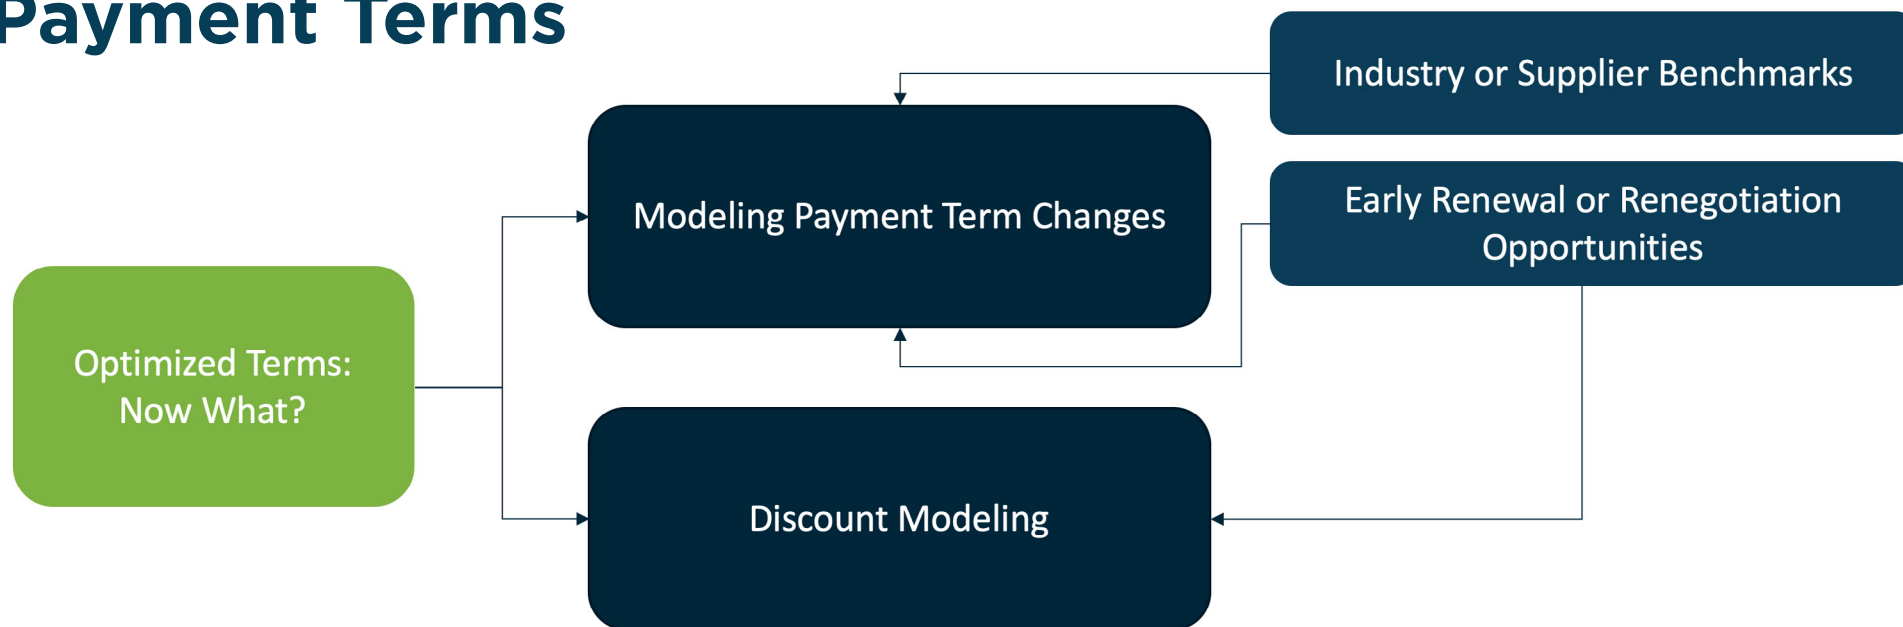 Payment Terms
Industry or Supplier Benchmarks
Modeling Payment Term Changes
Early Renewal or Renegotiation
Opportunities
Optimized Terms:
Now What?
Discount Modeling